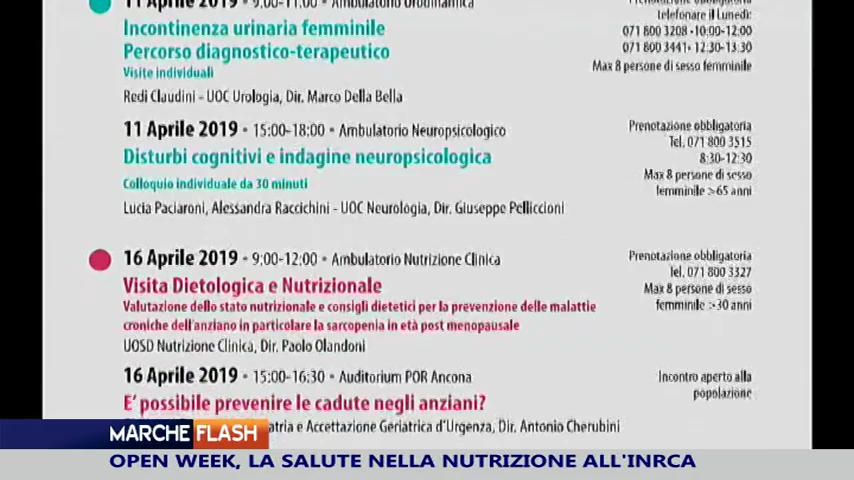 11 Aprile 2019 • 9:00-11:00 • Ambulatorio Urodinamica
telefonare il Lunedì:
Incontinenza urinaria femminile
071 800 3208 • 10:00-12:00
Percorso diagnostico-terapeutico
071 800 3441 • 12:30-13:30
Visite individuali
Max 8 persone di sesso femminile
Redi Claudini - UOC Urologia, Dir. Marco Della Bella
11 Aprile 2019 • 15:00-18:00 • Ambulatorio Neuropsicologico
Prenotazione obbligatoria
Tel. 071 800 3515
Disturbi cognitivi e indagine neuropsicologica
8:30-12:30
Max 8 persone di sesso
Colloquio individuale da 30 minuti
femminile >65 anni
Lucia Paciaroni, Alessandra Raccichini - UOC Neurologia, Dir. Giuseppe Pelliccioni
16 Aprile 2019 • 9:00-12:00 • Ambulatorio Nutrizione Clinica
Prenotazione obbligatoria
Tel. 071 800 3327
Visita Dietologica e Nutrizionale
Max 8 persone di sesso
femminile >30 anni
Valutazione dello stato nutrizionale e consigli dietetici per la prevenzione delle malattie
croniche dell'anziano in particolare la sarcopenia in età post menopausale
UOSD Nutrizione Clinica, Dir. Paolo Olandoni
16 Aprile 2019 • 15:00-16:30 • Auditorium POR Ancona
Incontro aperto alla
popolazione
E' possibile prevenire le cadute negli anziani?
atria e Accettazione Geriatrica d'Urgenza, Dir. Antonio Cherubini
MARCHE FLASH
OPEN WEEK, LA SALUTE NELLA NUTRIZIONE ALL'INRCA